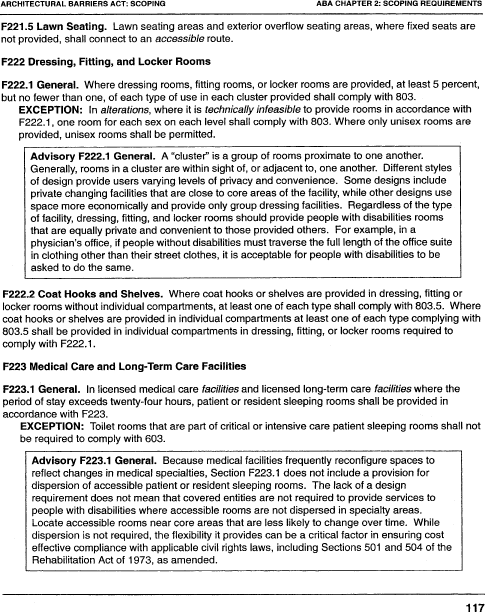 ARCHITECTURAL BARRIERS ACT: SCOPING ABA CHAPTER 2: SCOPING REQUIREMENTS
F221.5 Lawn Seating. Lawn seating areas and exterior overflow seating areas, where fixed seats are
not provided, shall connect to an accessible route.
F222 Dressing, Fitting, and Locker Rooms
F222.1 General. Where dressing rooms, fitting rooms, or locker rooms are provided, at least 5 percent,
but no fewer than one, of each type of use in each cluster provided shall comply with 803.
EXCEPTION: In alterations, where it is technically infeasible to provide rooms in accordance with
F222.1, one room for each sex on each level shall comply with 803. Where only unisex rooms are
provided, unisex rooms shall be permitted.
Advisory F222.1 General. A “cluster” is a group of rooms proximate to one another.
Generally, rooms in a cluster are within sight of, or adjacent to, one another. Different styles
of design provide users varying levels of privacy and convenience. Some designs include
private changing facilities that are close to core areas of the facility, while other designs use
space more economically and provide only group dressing facilities. Regardless of the type
of facility, dressing, fitting, and locker rooms should provide people with disabilities rooms
that are equally private and convenient to those provided others. For example, in a
physician's office, if people without disabilities must traverse the full length of the office suite
in clothing other than their street clothes, it is acceptable for people with disabilities to be
asked to do the same.
F222.2 Coat Hooks and Shelves. Where coat hooks or shelves are provided in dressing, fitting or
locker rooms without individual compartments, at least one of each type shall comply with 803.5. Where
coat hooks or shelves are provided in individual compartments at least one of each type complying with
803.5 shall be provided in individual compartments in dressing, fitting, or locker rooms required to
comply with F222.1.
F223 Medical Care and Long-Term Care Facilities
F223.1 General. In licensed medical care facilities and licensed long-term care facilities where the
period of stay exceeds twenty-four hours, patient or resident sleeping rooms shall be provided in
accordance with F223.
EXCEPTION: Toilet rooms that are part of critical or intensive care patient sleeping rooms shall not
be required to comply with 603.
Advisory F223.1 General. Because medical facilities frequently reconfigure spaces to
reflect changes in medical specialties, Section F223.1 does not include a provision for
dispersion of accessible patient or resident sleeping rooms. The lack of a design
requirement does not mean that covered entities are not required to provide services to
people with disabilities where accessible rooms are not dispersed in specialty areas.
Locate accessible rooms near core areas that are less likely to change over time. While
dispersion is not required, the flexibility it provides can be a critical factor in ensuring cost
effective compliance with applicable civil rights laws, including Sections 501 and 504 of the
Rehabilitation Act of 1973, as amended.
117